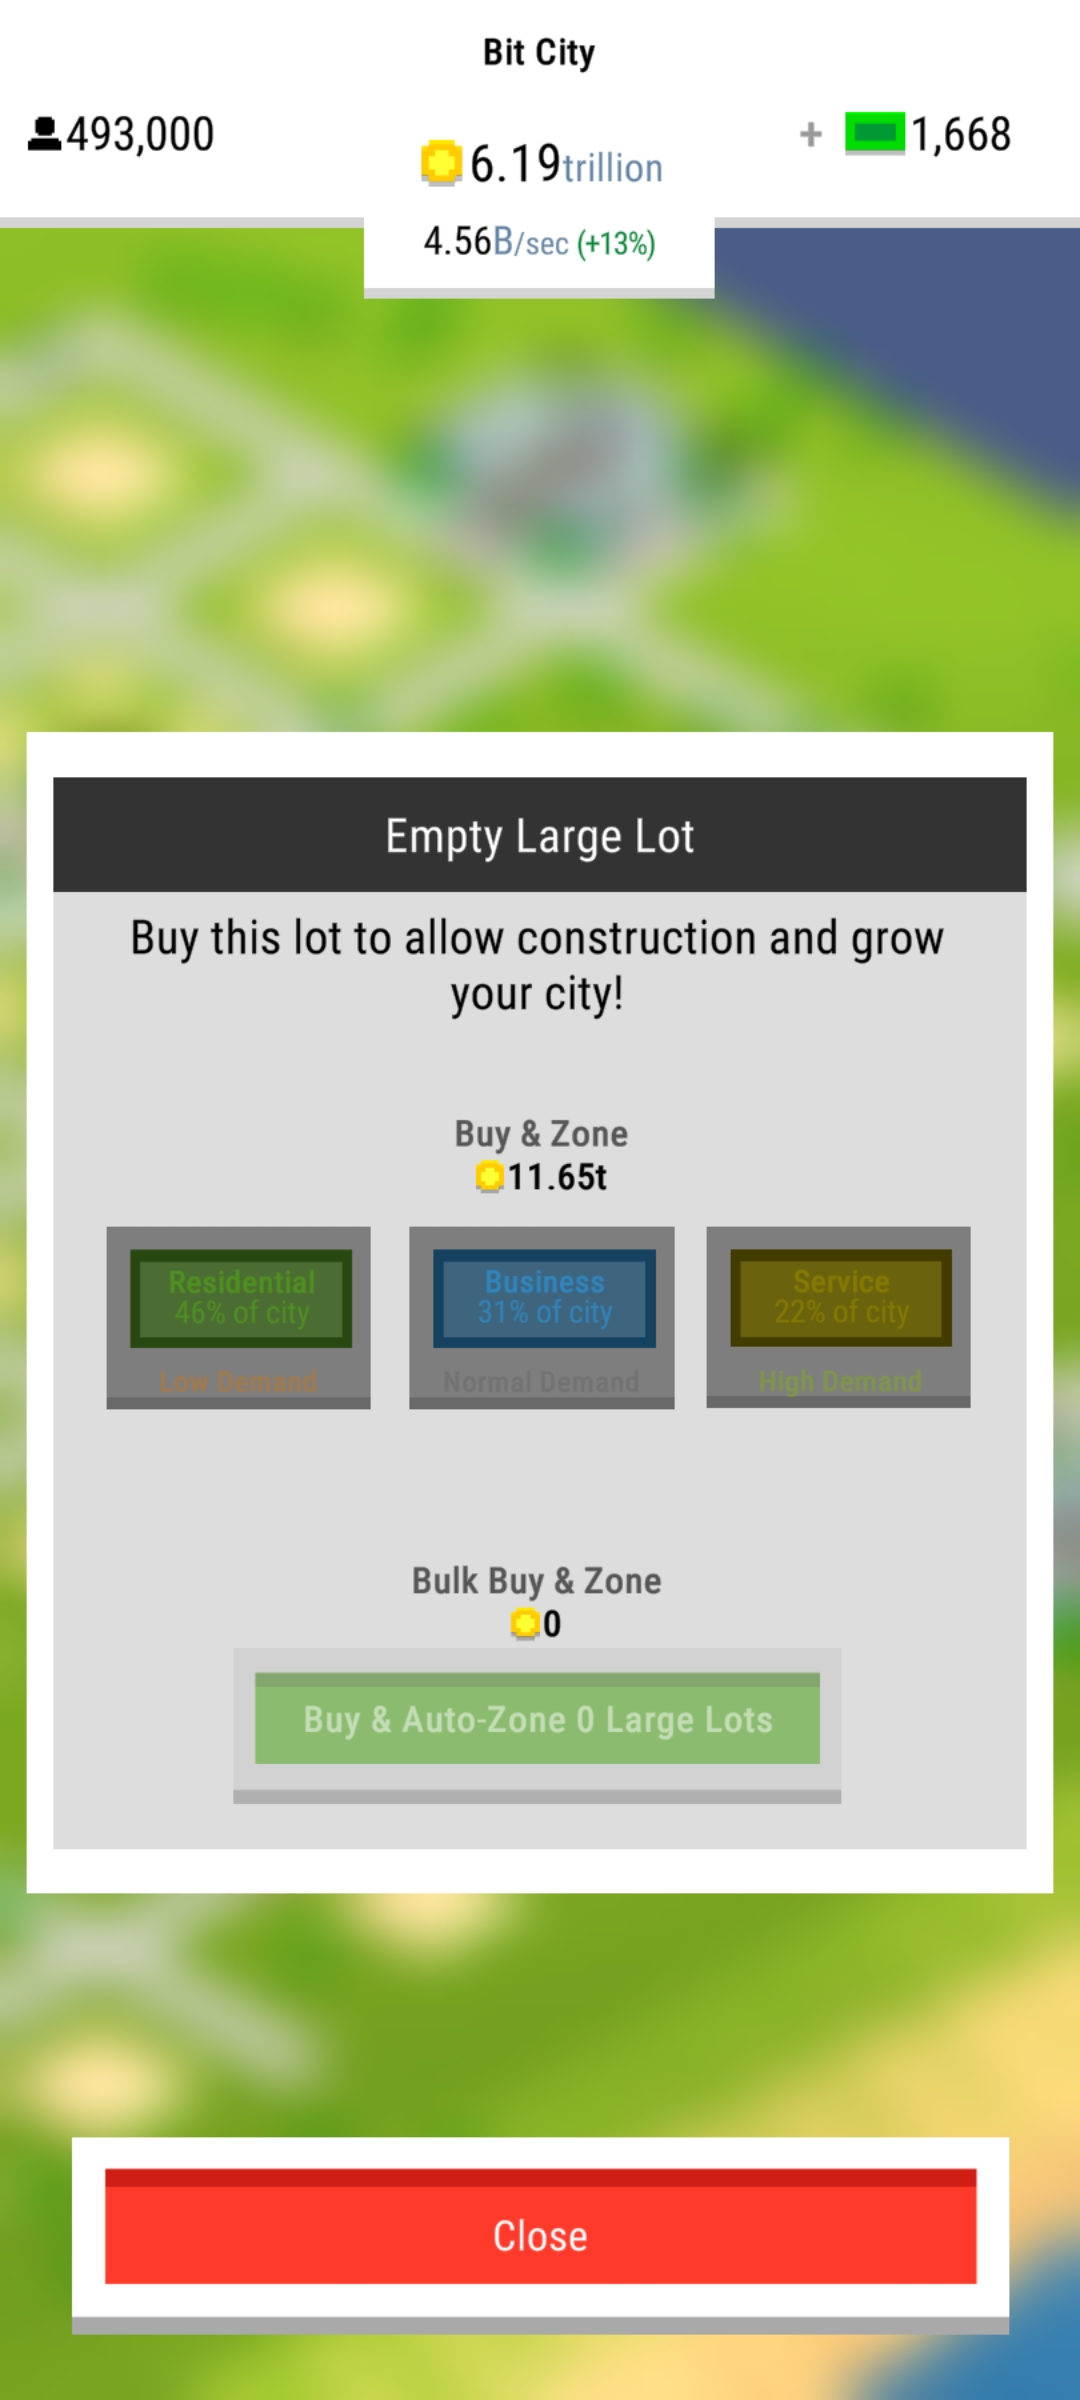 Bit City
493,000
6.19trillion
+ 1,668
4.56B/sec (+13%)
Empty Large Lot
Buy this lot to allow construction and grow
your city!
Buy & Zone
11.65t
Residential
46% of city
Low Demand
Business
31% of city
Normal Demand
Service
22% of city
High Demand
Bulk Buy & Zone
0
Buy & Auto-Zone 0 Large Lots
Close